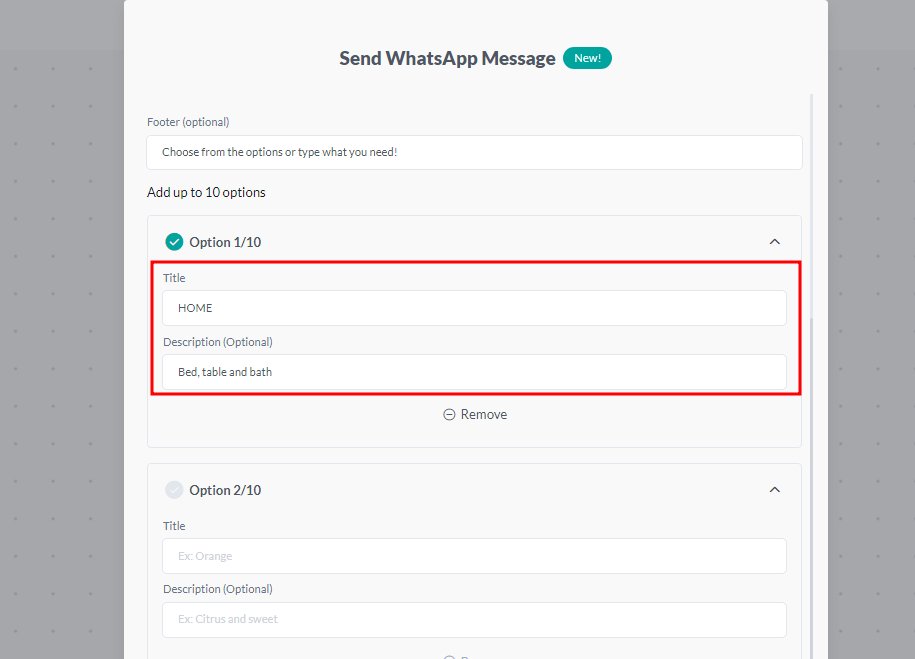 Send WhatsApp Message New!
Footer (optional)
Choose from the options or type what you need!
Add up to 10 options
Option 1/10
Title
HOME
Description (Optional)
Bed, table and bath
Remove
Option 2/10
Title
Ex: Orange
Description (Optional)
Ex: Citrus and sweet